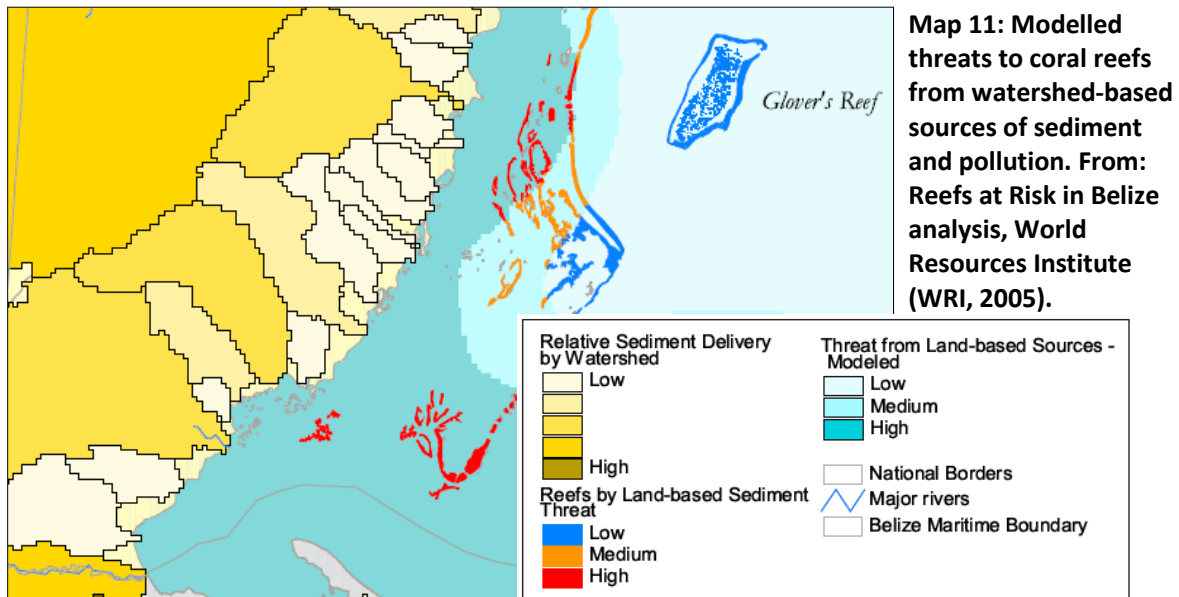 Map 11: Modelled
threats to coral reefs
from watershed-based
sources of sediment
and pollution. From:
Reefs at Risk in Belize
analysis, World
Resources Institute
(WRI, 2005).
Glover's Reef
Relative Sediment Delivery
by Watershed
Low
High
Reefs by Land-based Sediment
Threat
Low
Medium
High
Threat from Land-based Sources -
Modeled
Low
Medium
High
National Borders
Major rivers
Belize Maritime Boundary